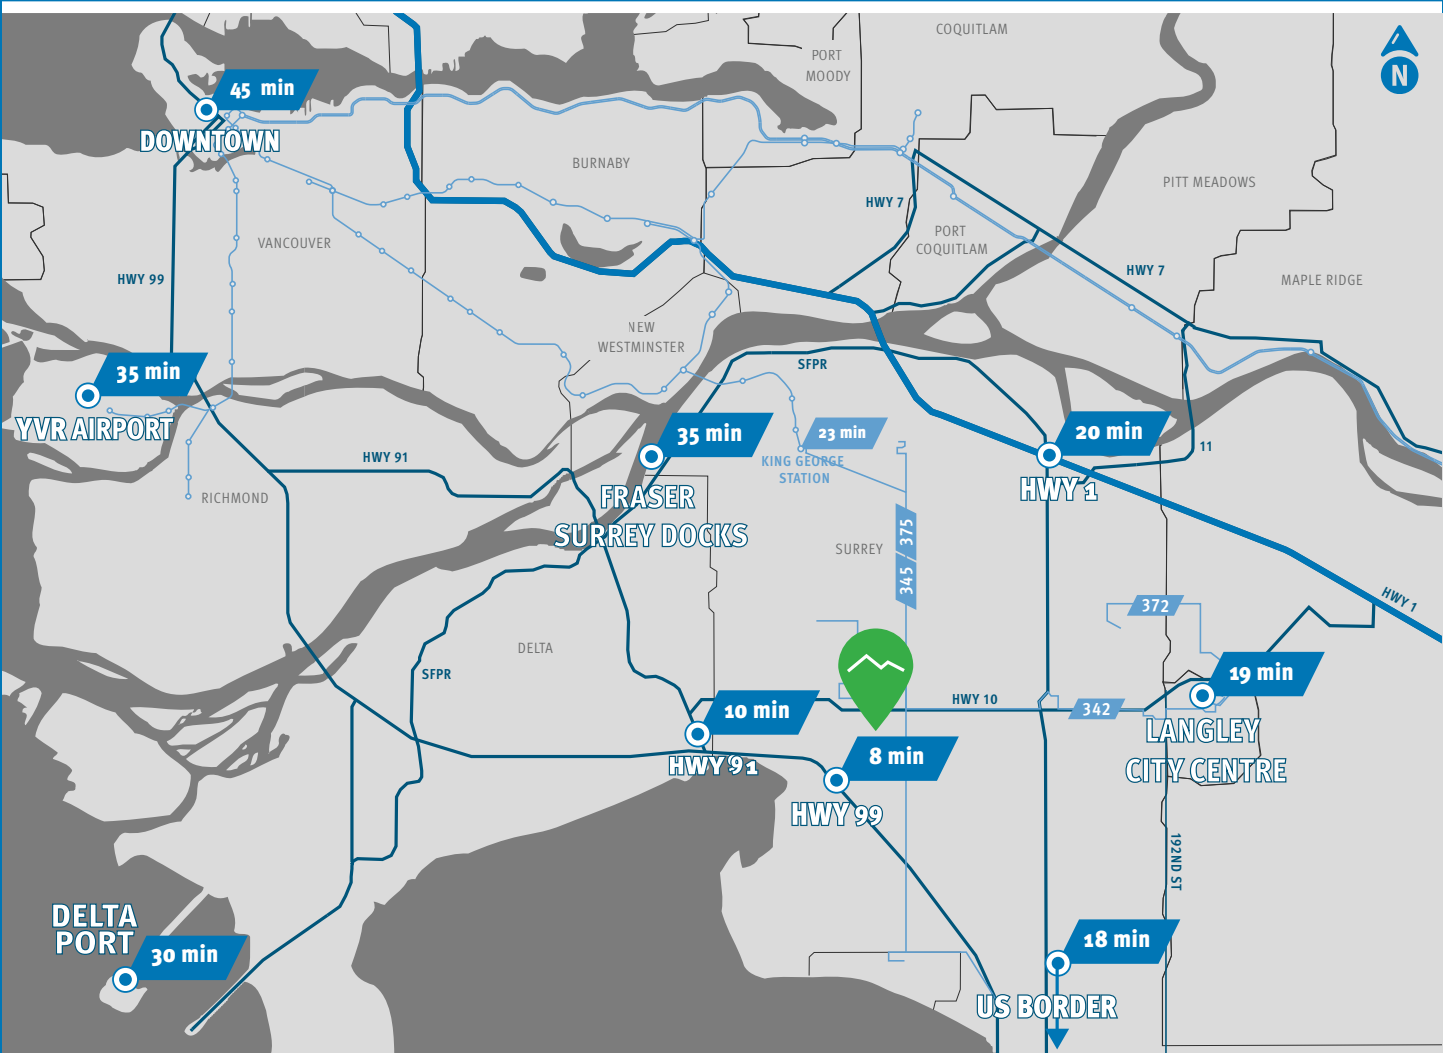 COQUITLAM
PORT
MOODY
N
45 min
DOWNTOWN
BURNABY
PITT MEADOWS
HWY 7
PORT
COQUITLAM
VANCOUVER
HWY 99
HWY 7
MAPLE RIDGE
NEW
WESTMINSTER
SFPR
35 min
YVR AIRPORT
35 min
23 min
20 min
11
HWY 91
KING GEORGE
STATION
HWY 1
RICHMOND
FRASER
SURREY DOCKS
375
SURREY
345
372
HWY 1
DELTA
SFPR
19 min
HWY 10
342
10 min
LANGLEY
CITY CENTRE
HWY 91
8 min
HWY 99
192ND ST
DELTA
PORT
30 min
18 min
US BORDER